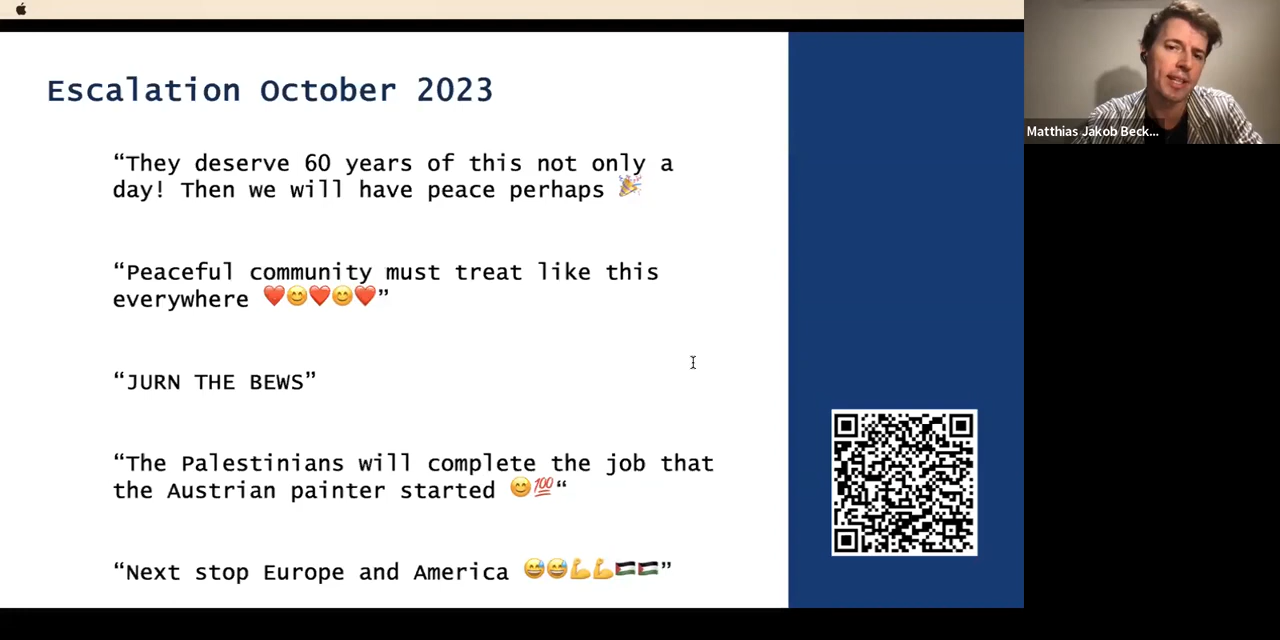 Escalation October 2023
“They deserve 60 years of this not only a
day! Then we will have peace perhaps 🎉
“Peaceful community must treat like this
everywhere ❤️😊❤️😊❤️”
“JURN THE BEWS”
“The Palestinians will complete the job that
the Austrian painter started 😊💯“
“Next stop Europe and America 😅😅💪💪🇵🇸🇵🇸”
Matthias Jakob Beck...